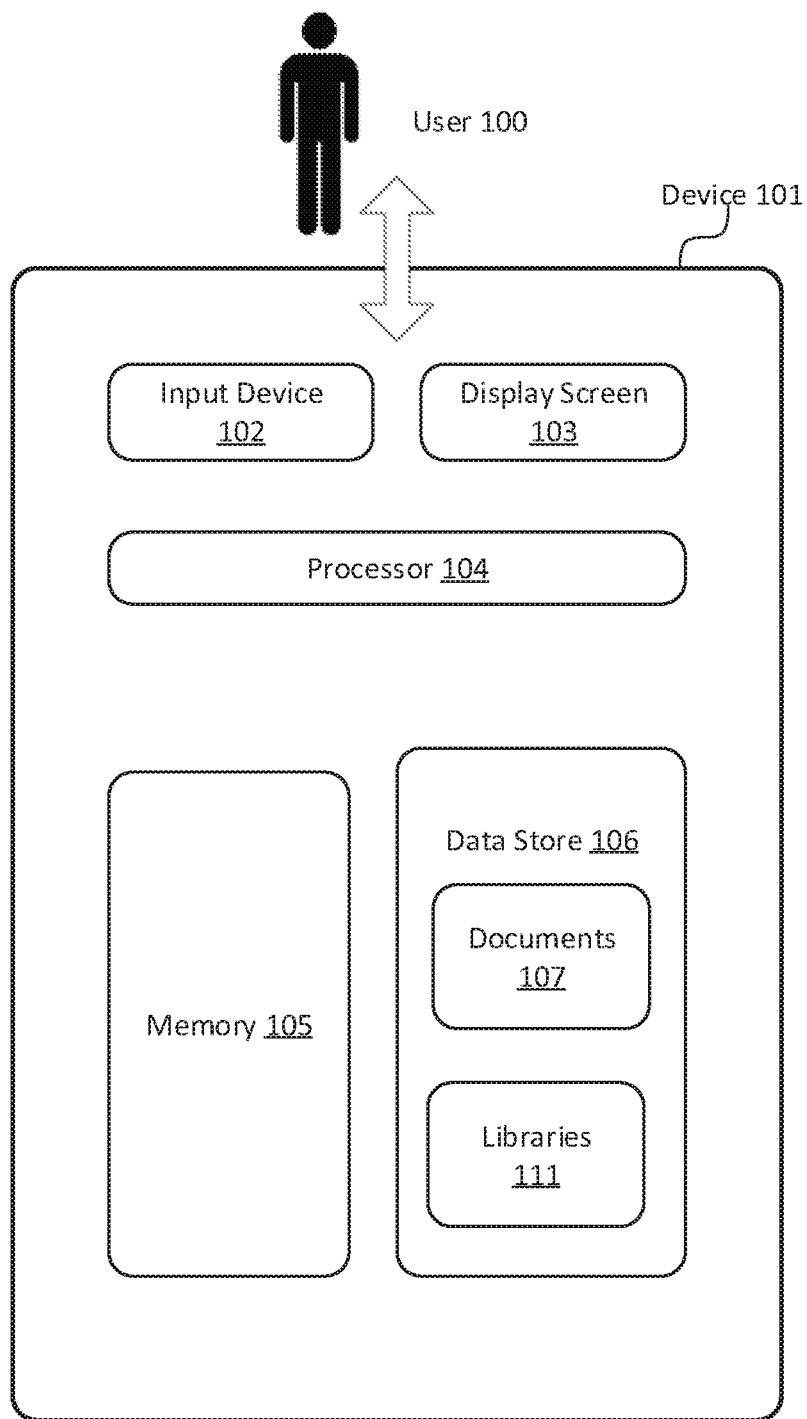 User 100
Device 101
Input Device
102
Display Screen
103
Processor 104
Data Store 106
Documents
107
Memory 105
Libraries
111